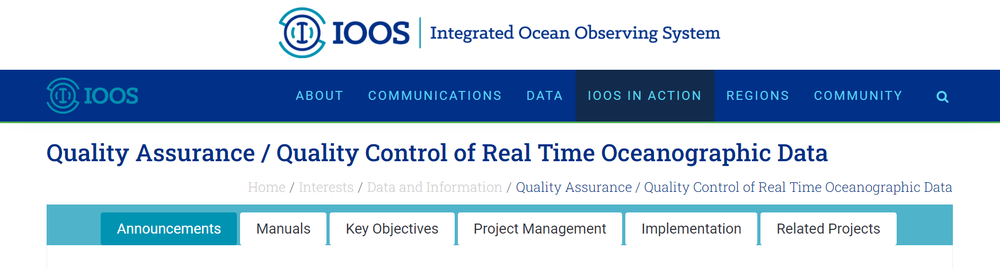 IOOS | Integrated Ocean Observing System
IOOS ABOUT COMMUNICATIONS DATA IOOS IN ACTION REGIONS COMMUNITY
Quality Assurance / Quality Control of Real Time Oceanographic Data
Home / Interests / Data and Information / Quality Assurance / Quality Control of Real Time Oceanographic Data
Announcements Manuals Key Objectives Project Management Implementation Related Projects